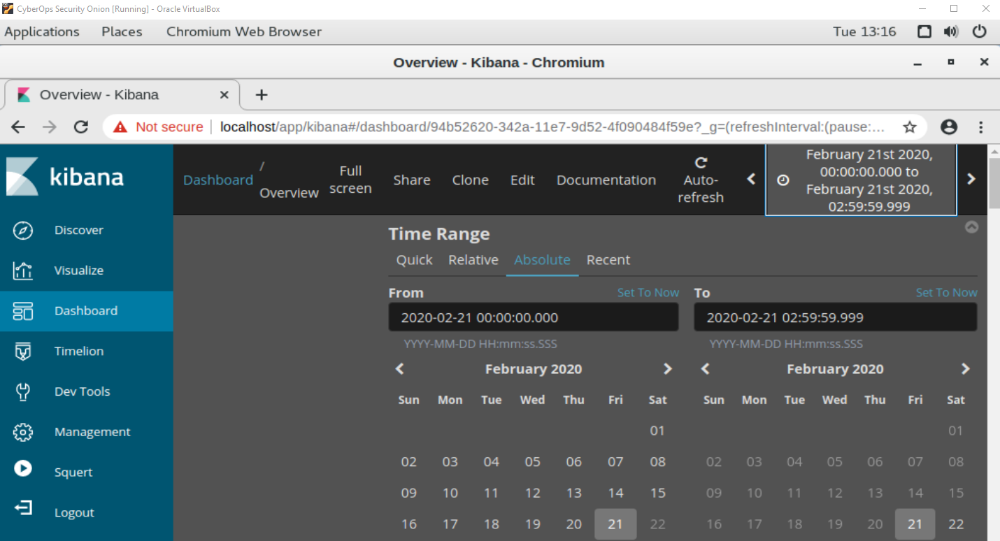 CyberOps Security Onion [Running] - Oracle VirtualBox
Applications Places Chromium Web Browser Tue 13:16
Overview - Kibana - Chromium
Overview - Kibana
Not secure localhost/app/kibana#/dashboard/94b52620-342a-11e7-9d52-4f090484f59e?_g=(refreshInterval:(pause:...
kibana
Discover
Visualize
Dashboard
Timelion
Dev Tools
Management
Squert
Logout
Dashboard / Overview
Full screen
Share Clone Edit Documentation
Auto-refresh
February 21st 2020,
00:00:00.000 to
February 21st 2020,
02:59:59.999
Time Range
Quick Relative Absolute Recent
From Set To Now
2020-02-21 00:00:00.000
YYYY-MM-DD HH:mm:ss.SSS
February 2020
Sun Mon Tue Wed Thu Fri Sat
01
02 03 04 05 06 07 08
09 10 11 12 13 14 15
16 17 18 19 20 21 22
To Set To Now
2020-02-21 02:59:59.999
YYYY-MM-DD HH:mm:ss.SSS
February 2020
Sun Mon Tue Wed Thu Fri Sat
01
02 03 04 05 06 07 08
09 10 11 12 13 14 15
16 17 18 19 20 21 22